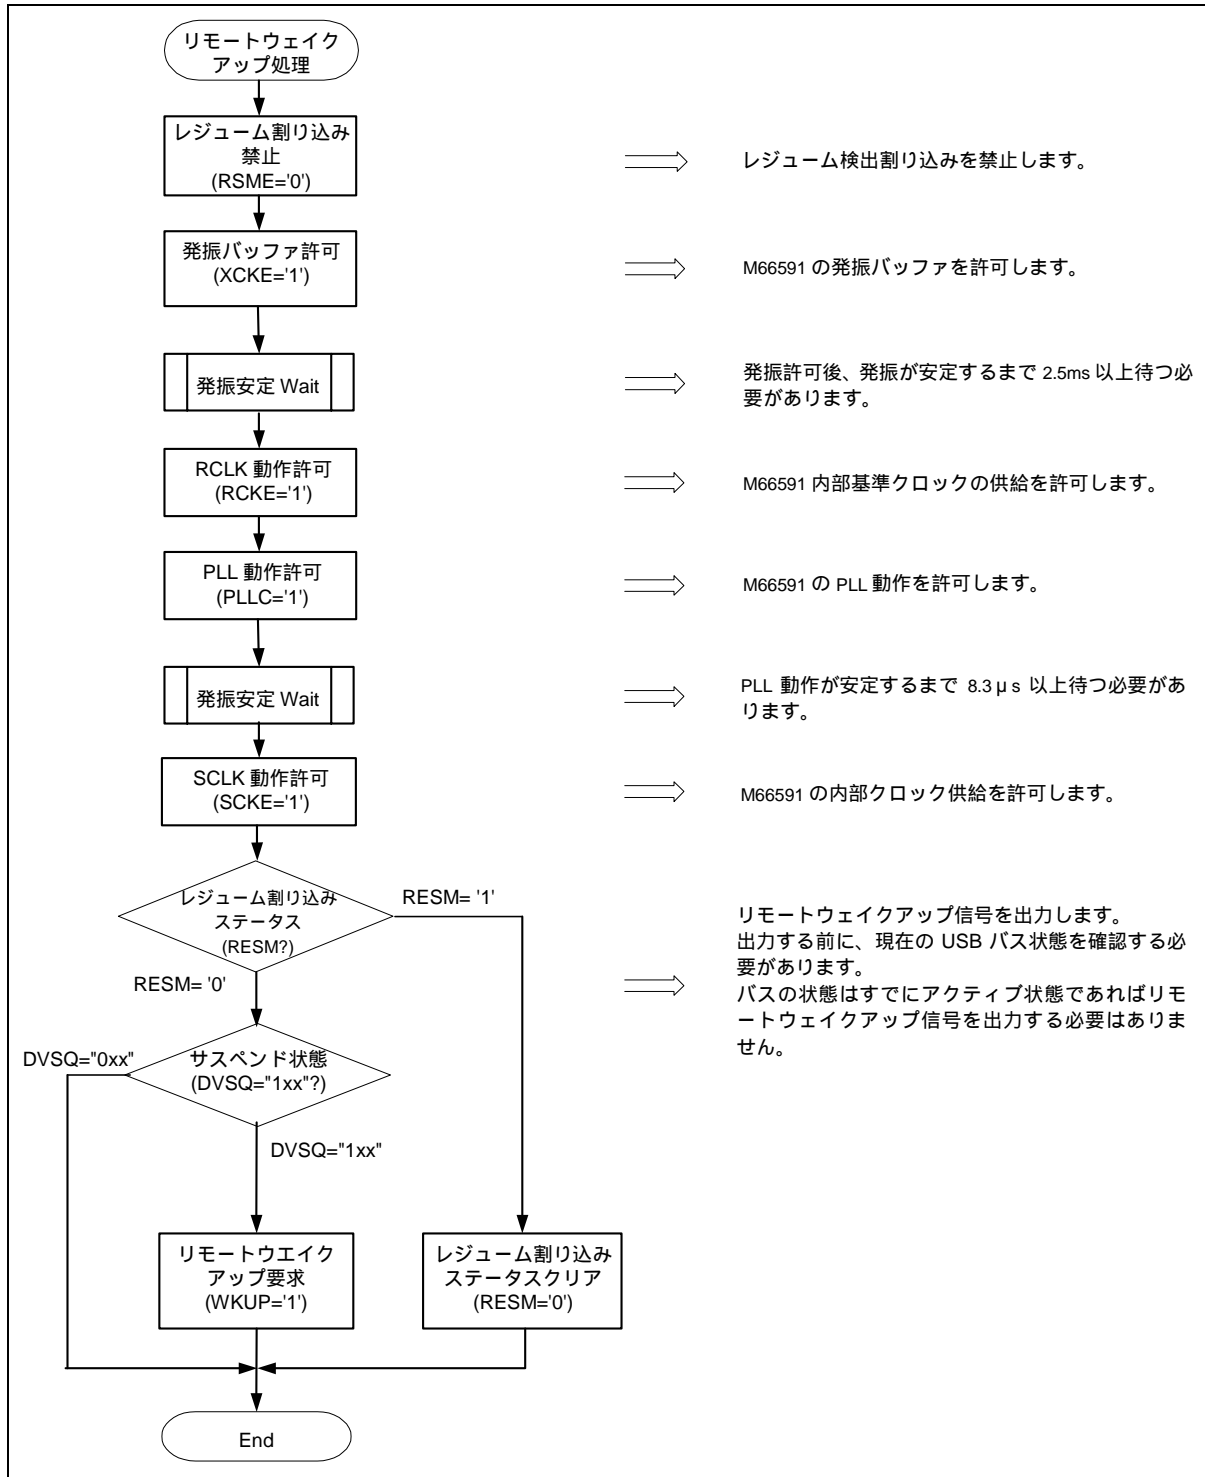 リモートウェイク
アップ処理
レジューム割り込み
禁止
(RSME='0')
レジューム検出割り込みを禁止します。
発振バッファ許可
(XCKE='1')
M66591 の発振バッファを許可します。
発振安定 Wait
発振許可後、発振が安定するまで 2.5ms 以上待つ必
要があります。
RCLK 動作許可
(RCKE='1')
M66591 内部基準クロックの供給を許可します。
PLL 動作許可
(PLLC='1')
M66591 の PLL 動作を許可します。
発振安定 Wait
PLL 動作が安定するまで 8.3μs 以上待つ必要があ
ります。
SCLK 動作許可
(SCKE='1')
M66591 の内部クロック供給を許可します。
レジューム割り込み
ステータス
(RESM?)
RESM= '1'
RESM= '0'
リモートウェイクアップ信号を出力します。
出力する前に、現在の USB バス状態を確認する必
要があります。
バスの状態はすでにアクティブ状態であればリモ
ートウェイクアップ信号を出力する必要はありま
せん。
サスペンド状態
(DVSQ="1xx"?)
DVSQ="0xx"
DVSQ="1xx"
リモートウエイク
アップ要求
(WKUP='1')
レジューム割り込み
ステータスクリア
(RESM='0')
End